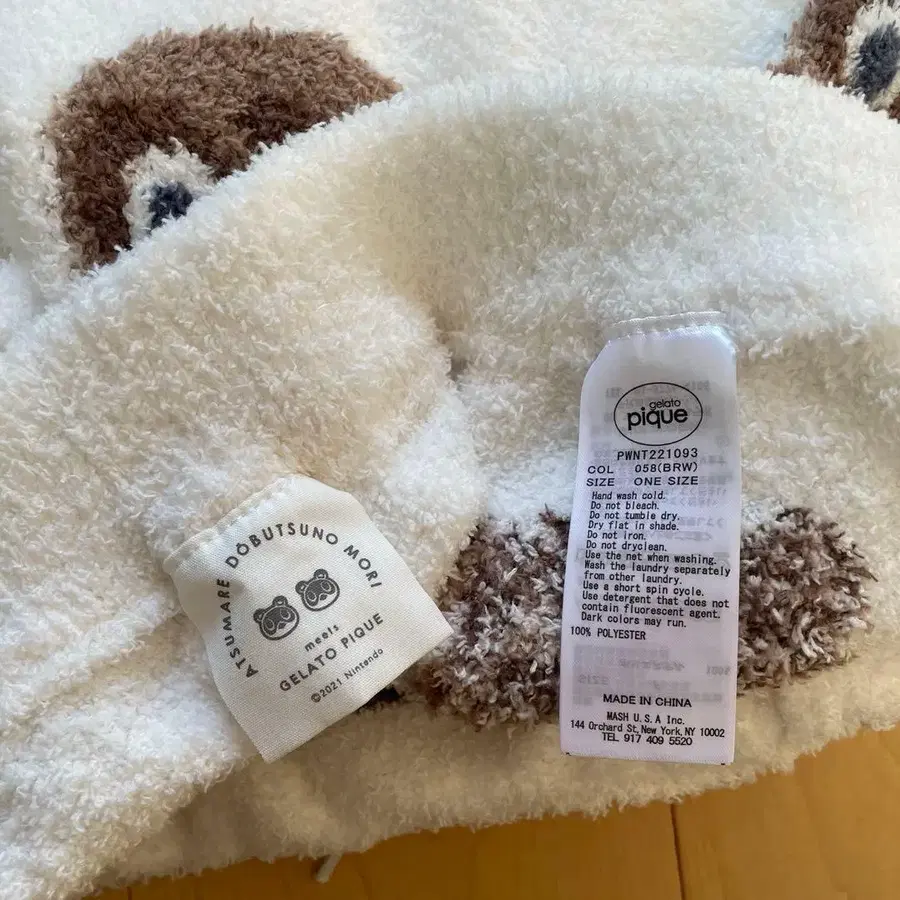 ATSUMARE DŌBUTSUNO MORI
meets
GELATO PIQUE
©2021 Nintendo
gelato
pique
PWNT221093
COL 058(BRW)
SIZE ONE SIZE
Hand wash cold.
Do not bleach.
Do not tumble dry.
Dry flat in shade.
Do not iron.
Do not dryclean.
Use the net when washing.
Wash the laundry separately
from other laundry.
Use a short spin cycle.
Use detergent that does not
contain fluorescent agent.
Dark colors may run.
100% POLYESTER
MADE IN CHINA
MASH U.S.A Inc.
144 Orchard St, New York, NY 10002
TEL 917 409 5520